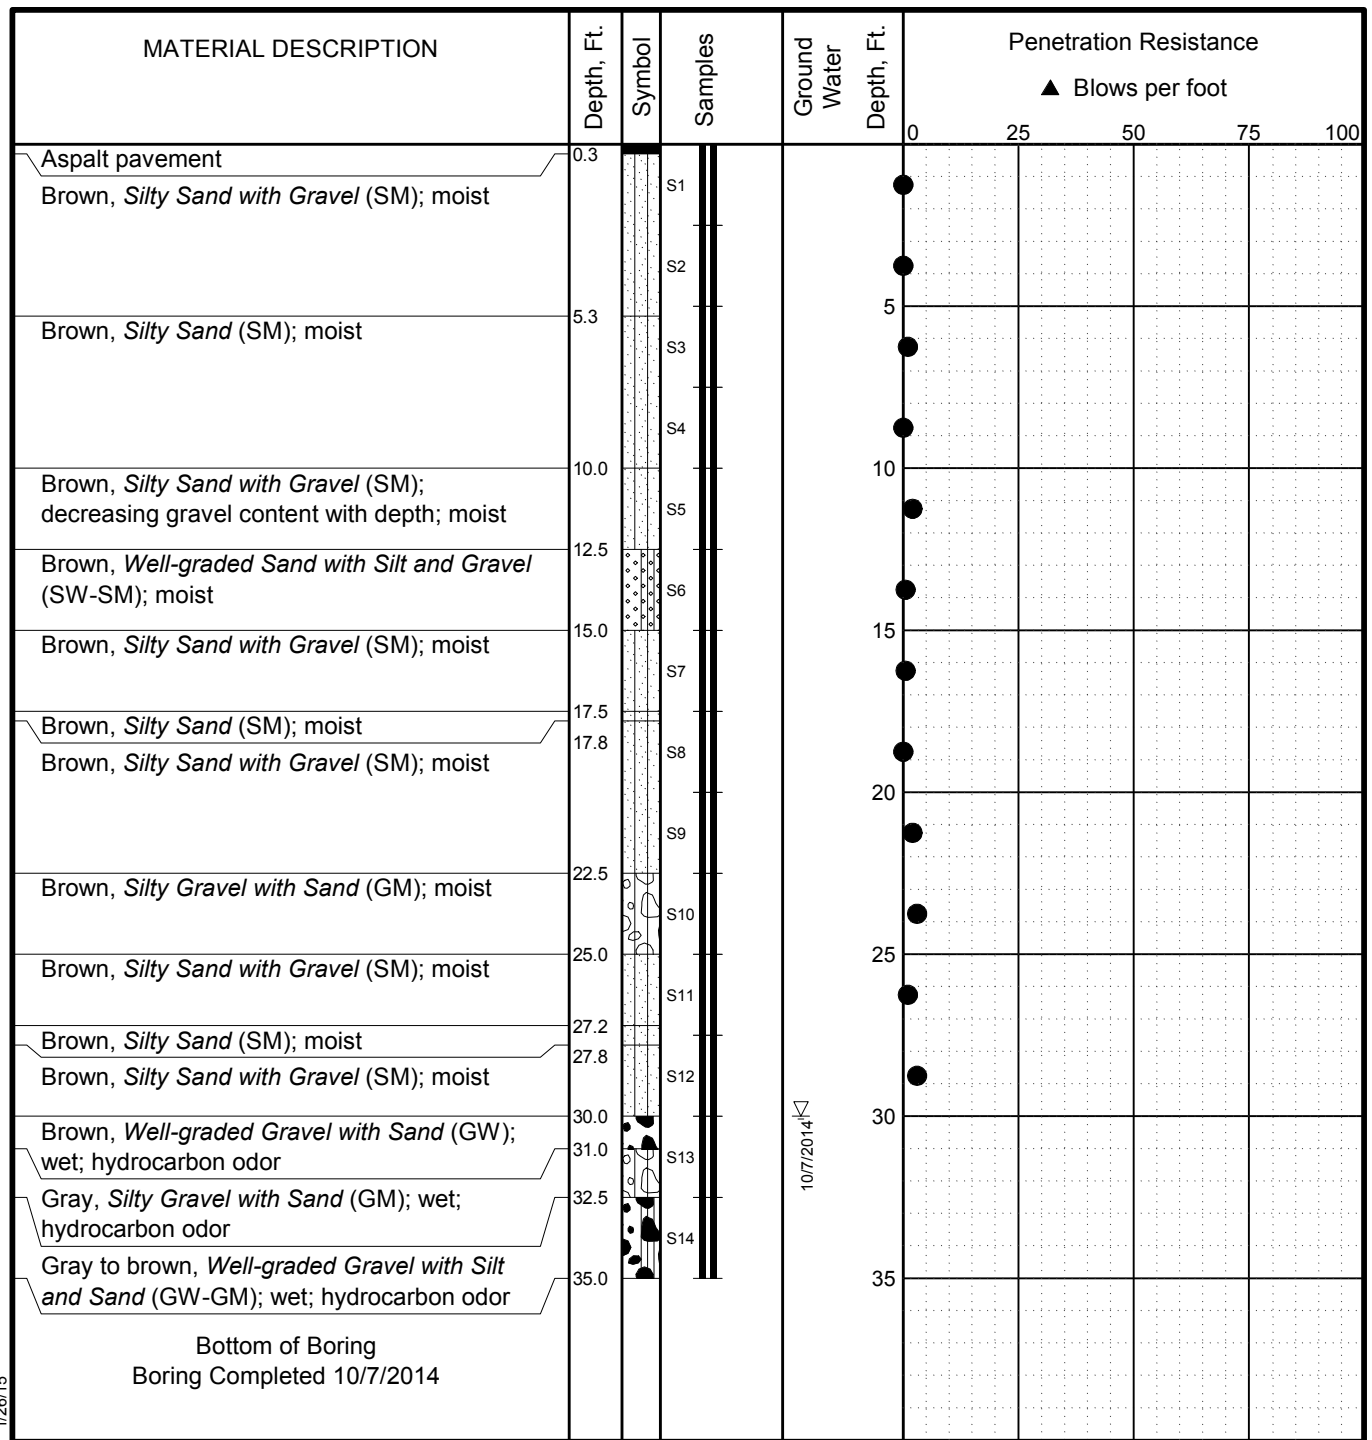 MATERIAL DESCRIPTION
Depth, Ft.
Symbol
Samples
Ground
Water
Depth, Ft.
Penetration Resistance
▲ Blows per foot
0 25 50 75 100
Aspalt pavement
0.3
Brown, Silty Sand with Gravel (SM); moist
S1
S2
5
5.3
Brown, Silty Sand (SM); moist
S3
S4
10.0
10
Brown, Silty Sand with Gravel (SM);
decreasing gravel content with depth; moist
S5
12.5
Brown, Well-graded Sand with Silt and Gravel
(SW-SM); moist
S6
15.0
15
Brown, Silty Sand with Gravel (SM); moist
S7
17.5
Brown, Silty Sand (SM); moist
17.8
Brown, Silty Sand with Gravel (SM); moist
S8
20
S9
22.5
Brown, Silty Gravel with Sand (GM); moist
S10
25.0
25
Brown, Silty Sand with Gravel (SM); moist
S11
27.2
Brown, Silty Sand (SM); moist
27.8
Brown, Silty Sand with Gravel (SM); moist
S12
30.0
30
Brown, Well-graded Gravel with Sand (GW);
wet; hydrocarbon odor
31.0
S13
10/7/2014
Gray, Silty Gravel with Sand (GM); wet;
hydrocarbon odor
32.5
S14
Gray to brown, Well-graded Gravel with Silt
and Sand (GW-GM); wet; hydrocarbon odor
35.0
35
Bottom of Boring
Boring Completed 10/7/2014
1/26/15